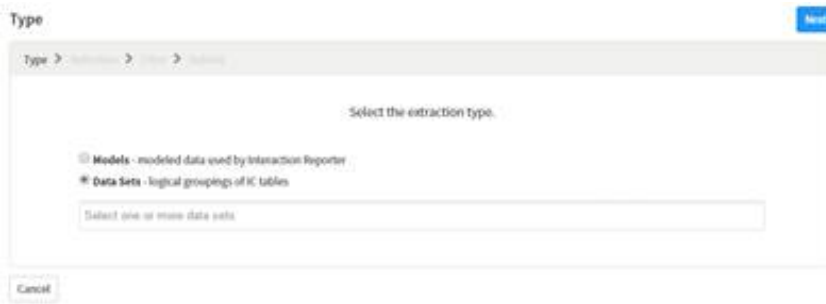 Type
Next
Type > > >
Select the extraction type.
Models - modeled data used by Interaction Reporter
Data Sets - logical groupings of IC tables
Select one or more data sets
Cancel